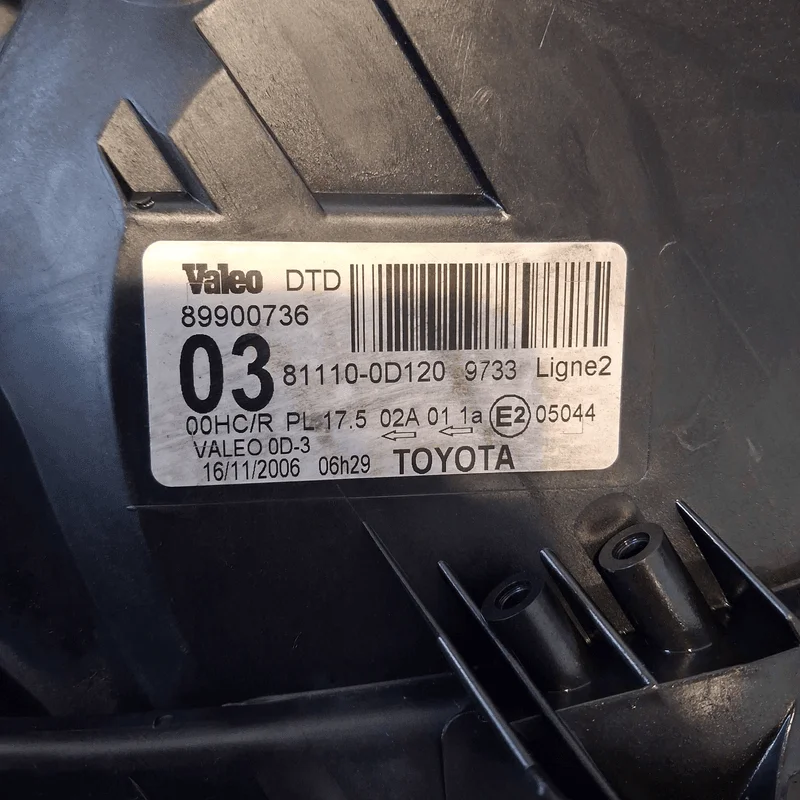 Valeo DTD
89900736
03 81110-0D120 9733 Ligne2
00HC/R PL 17.5 02A 01 1a E2 05044
VALEO 0D-3
16/11/2006 06h29 TOYOTA